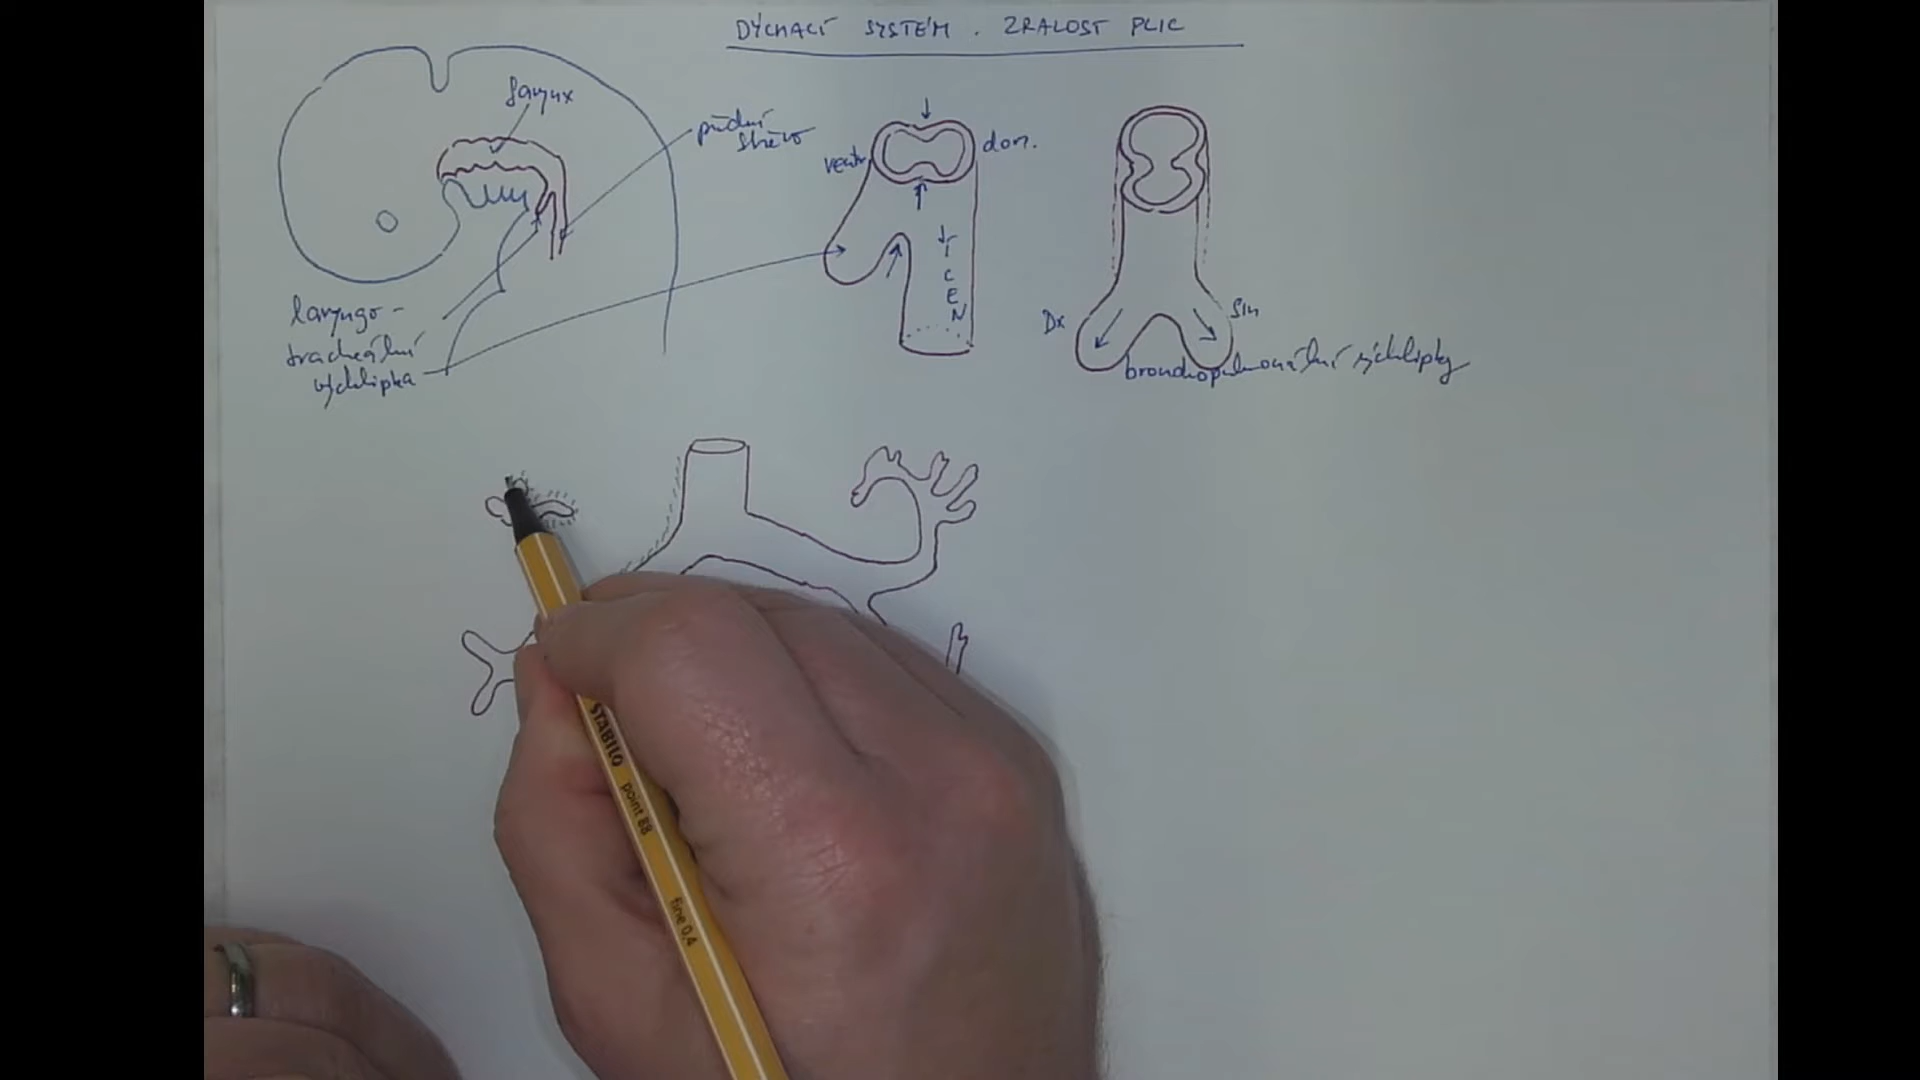 DÝCHACÍ SYSTÉM. ZRALOST PLIC
farynx
přední
střevo
laryngo-
tracheální
výchlipka
ventr.
dors.
JÍCEN
Dx
Sin
bronchopulmonální výchlipky
STABILO point 88 fine 0,4